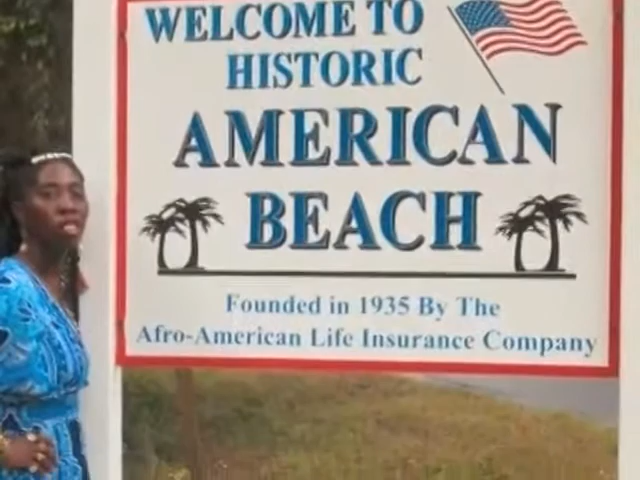 WELCOME TO
HISTORIC
AMERICAN
BEACH
Founded in 1935 By The
Afro-American Life Insurance Company